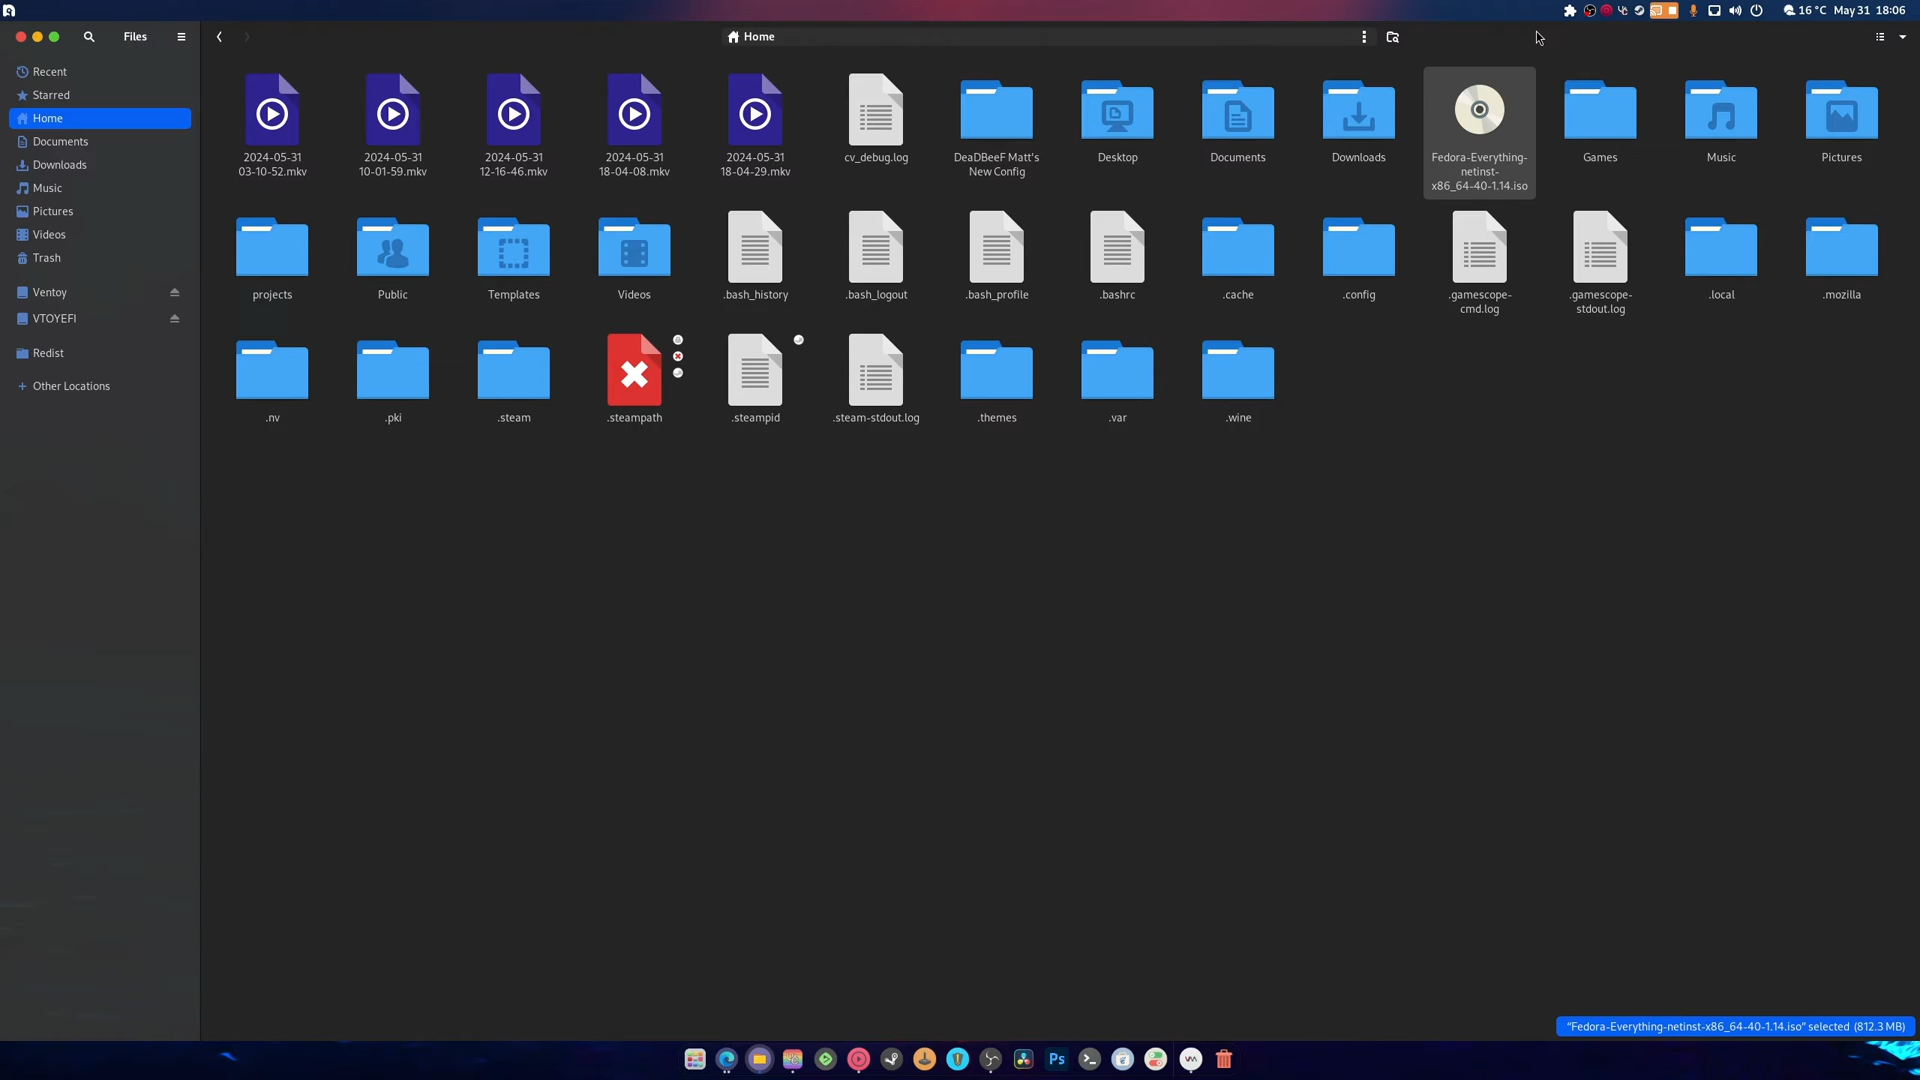 16 °C May 31 18:06
Files
Home
Recent
Starred
Home
Documents
Downloads
Music
Pictures
Videos
Trash
Ventoy
VTOYEFI
Redist
Other Locations
2024-05-31
03-10-52.mkv
2024-05-31
10-01-59.mkv
2024-05-31
12-16-46.mkv
2024-05-31
18-04-08.mkv
2024-05-31
18-04-29.mkv
cv_debug.log
DeaDBeeF Matt's
New Config
Desktop
Documents
Downloads
Fedora-Everything-
netinst-
x86_64-40-1.14.iso
Games
Music
Pictures
projects
Public
Templates
Videos
.bash_history
.bash_logout
.bash_profile
.bashrc
.cache
.config
.gamescope-
cmd.log
.gamescope-
stdout.log
.local
.mozilla
.nv
.pki
.steam
.steampath
.steampid
.steam-stdout.log
.themes
.var
.wine
"Fedora-Everything-netinst-x86_64-40-1.14.iso" selected (812.3 MB)
Ps